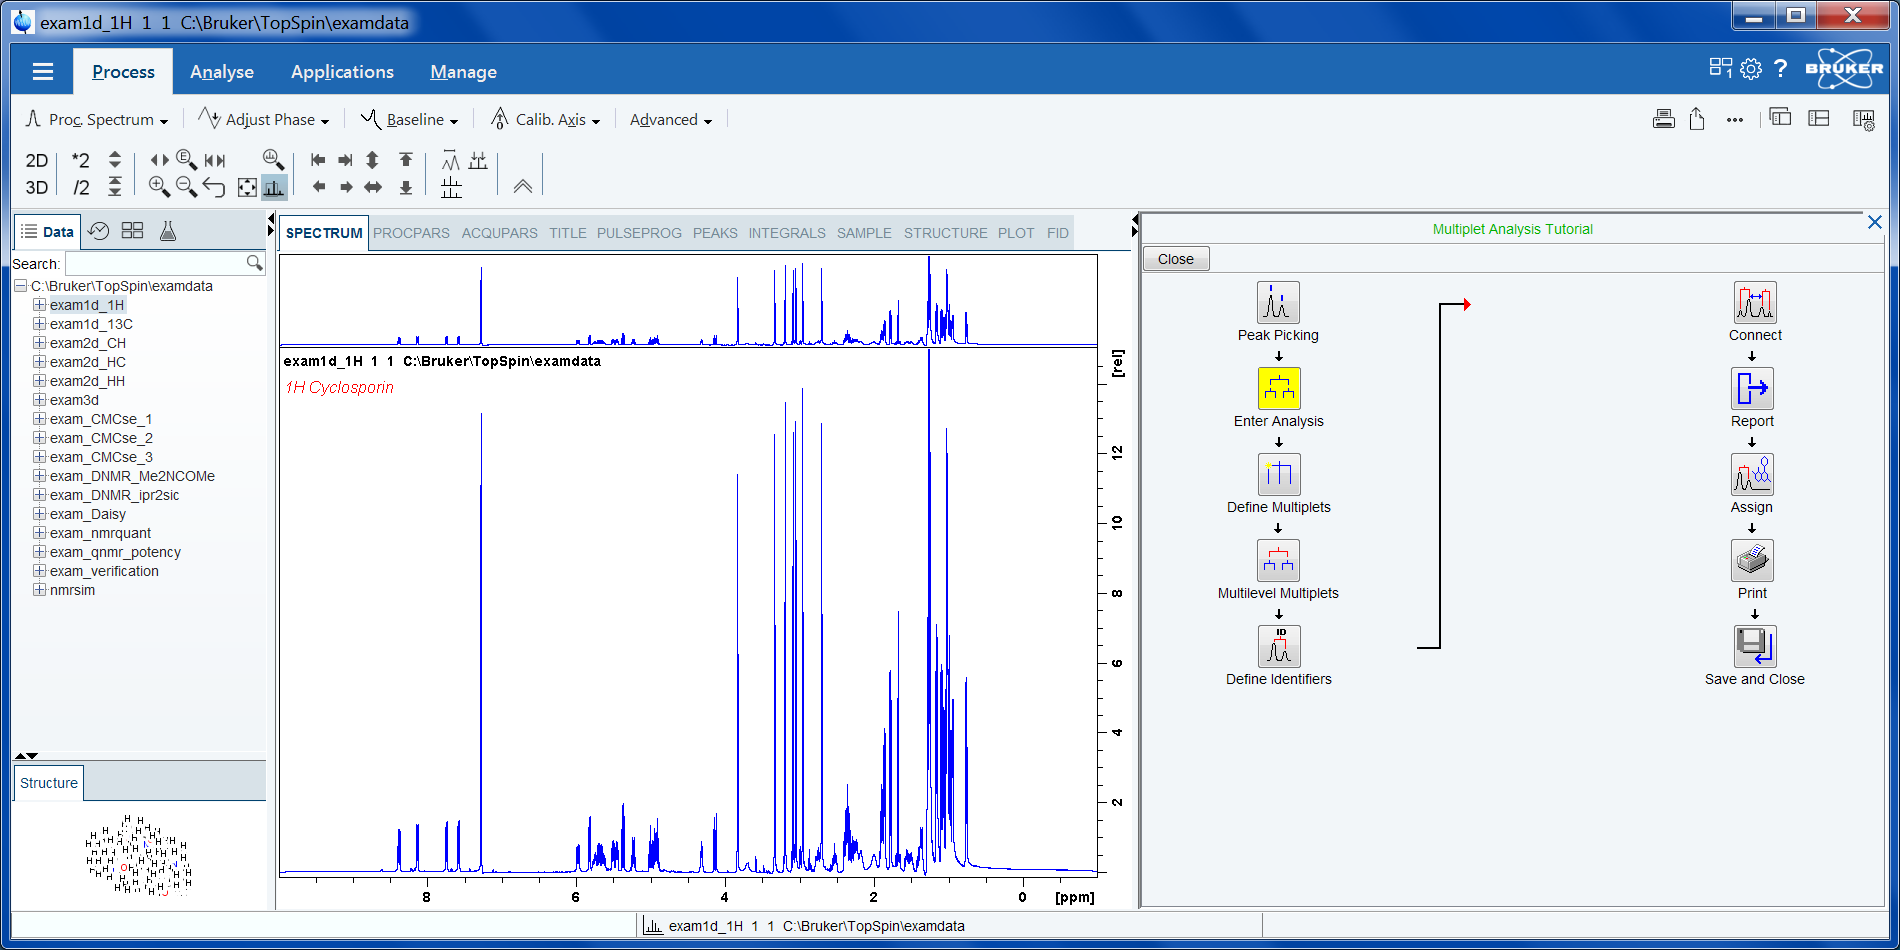 exam1d_1H 1 1 C:\Bruker\TopSpin\examdata
Process Analyse Applications Manage
1 ? BRUKER
Proc. Spectrum Adjust Phase Baseline Calib. Axis Advanced
2D *2 E
3D /2
Data
Search:
C:\Bruker\TopSpin\examdata
exam1d_1H
exam1d_13C
exam2d_CH
exam2d_HC
exam2d_HH
exam3d
exam_CMCse_1
exam_CMCse_2
exam_CMCse_3
exam_DNMR_Me2NCOMe
exam_DNMR_ipr2sic
exam_Daisy
exam_nmrquant
exam_qnmr_potency
exam_verification
nmrsim
Structure
SPECTRUM PROCPARS ACQUPARS TITLE PULSEPROG PEAKS INTEGRALS SAMPLE STRUCTURE PLOT FID
exam1d_1H 1 1 C:\Bruker\TopSpin\examdata
1H Cyclosporin
[rel]
12
10
8
6
4
2
8 6 4 2 0 [ppm]
Multiplet Analysis Tutorial
Close
Peak Picking
Enter Analysis
Define Multiplets
Multilevel Multiplets
ID
Define Identifiers
Connect
Report
Assign
Print
Save and Close
exam1d_1H 1 1 C:\Bruker\TopSpin\examdata